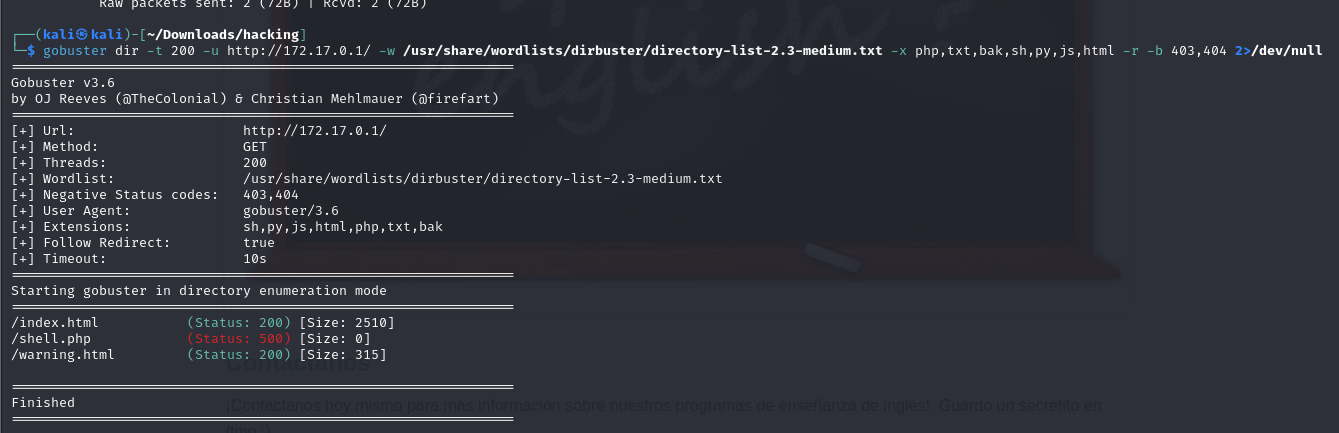 Raw packets sent: 2 (72B) | Rcvd: 2 (72B)
┌──(kali㉿kali)-[~/Downloads/hacking]
└─$ gobuster dir -t 200 -u http://172.17.0.1/ -w /usr/share/wordlists/dirbuster/directory-list-2.3-medium.txt -x php,txt,bak,sh,py,js,html -r -b 403,404 2>/dev/null
===============================================================
Gobuster v3.6
by OJ Reeves (@TheColonial) & Christian Mehlmauer (@firefart)
===============================================================
[+] Url:                     http://172.17.0.1/
[+] Method:                  GET
[+] Threads:                 200
[+] Wordlist:                /usr/share/wordlists/dirbuster/directory-list-2.3-medium.txt
[+] Negative Status codes:   403,404
[+] User Agent:              gobuster/3.6
[+] Extensions:              sh,py,js,html,php,txt,bak
[+] Follow Redirect:         true
[+] Timeout:                 10s
===============================================================
Starting gobuster in directory enumeration mode
===============================================================
/index.html           (Status: 200) [Size: 2510]
/shell.php            (Status: 500) [Size: 0]
/warning.html         (Status: 200) [Size: 315]
Contáctanos
===============================================================
Finished
¡Contáctanos hoy mismo para más información sobre nuestros programas de enseñanza de inglés!. Guardo un secretito en
===============================================================
/tmp ;)
english